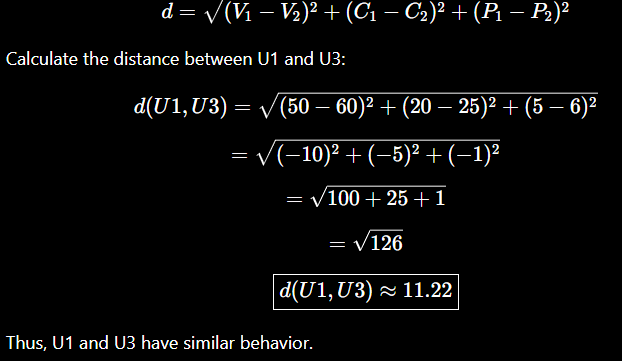 d = √(V₁ − V₂)² + (C₁ − C₂)² + (P₁ − P₂)²
Calculate the distance between U1 and U3:
d(U1, U3) = √(50 − 60)² + (20 − 25)² + (5 − 6)²
= √(−10)² + (−5)² + (−1)²
= √100 + 25 + 1
= √126
d(U1, U3) ≈ 11.22
Thus, U1 and U3 have similar behavior.